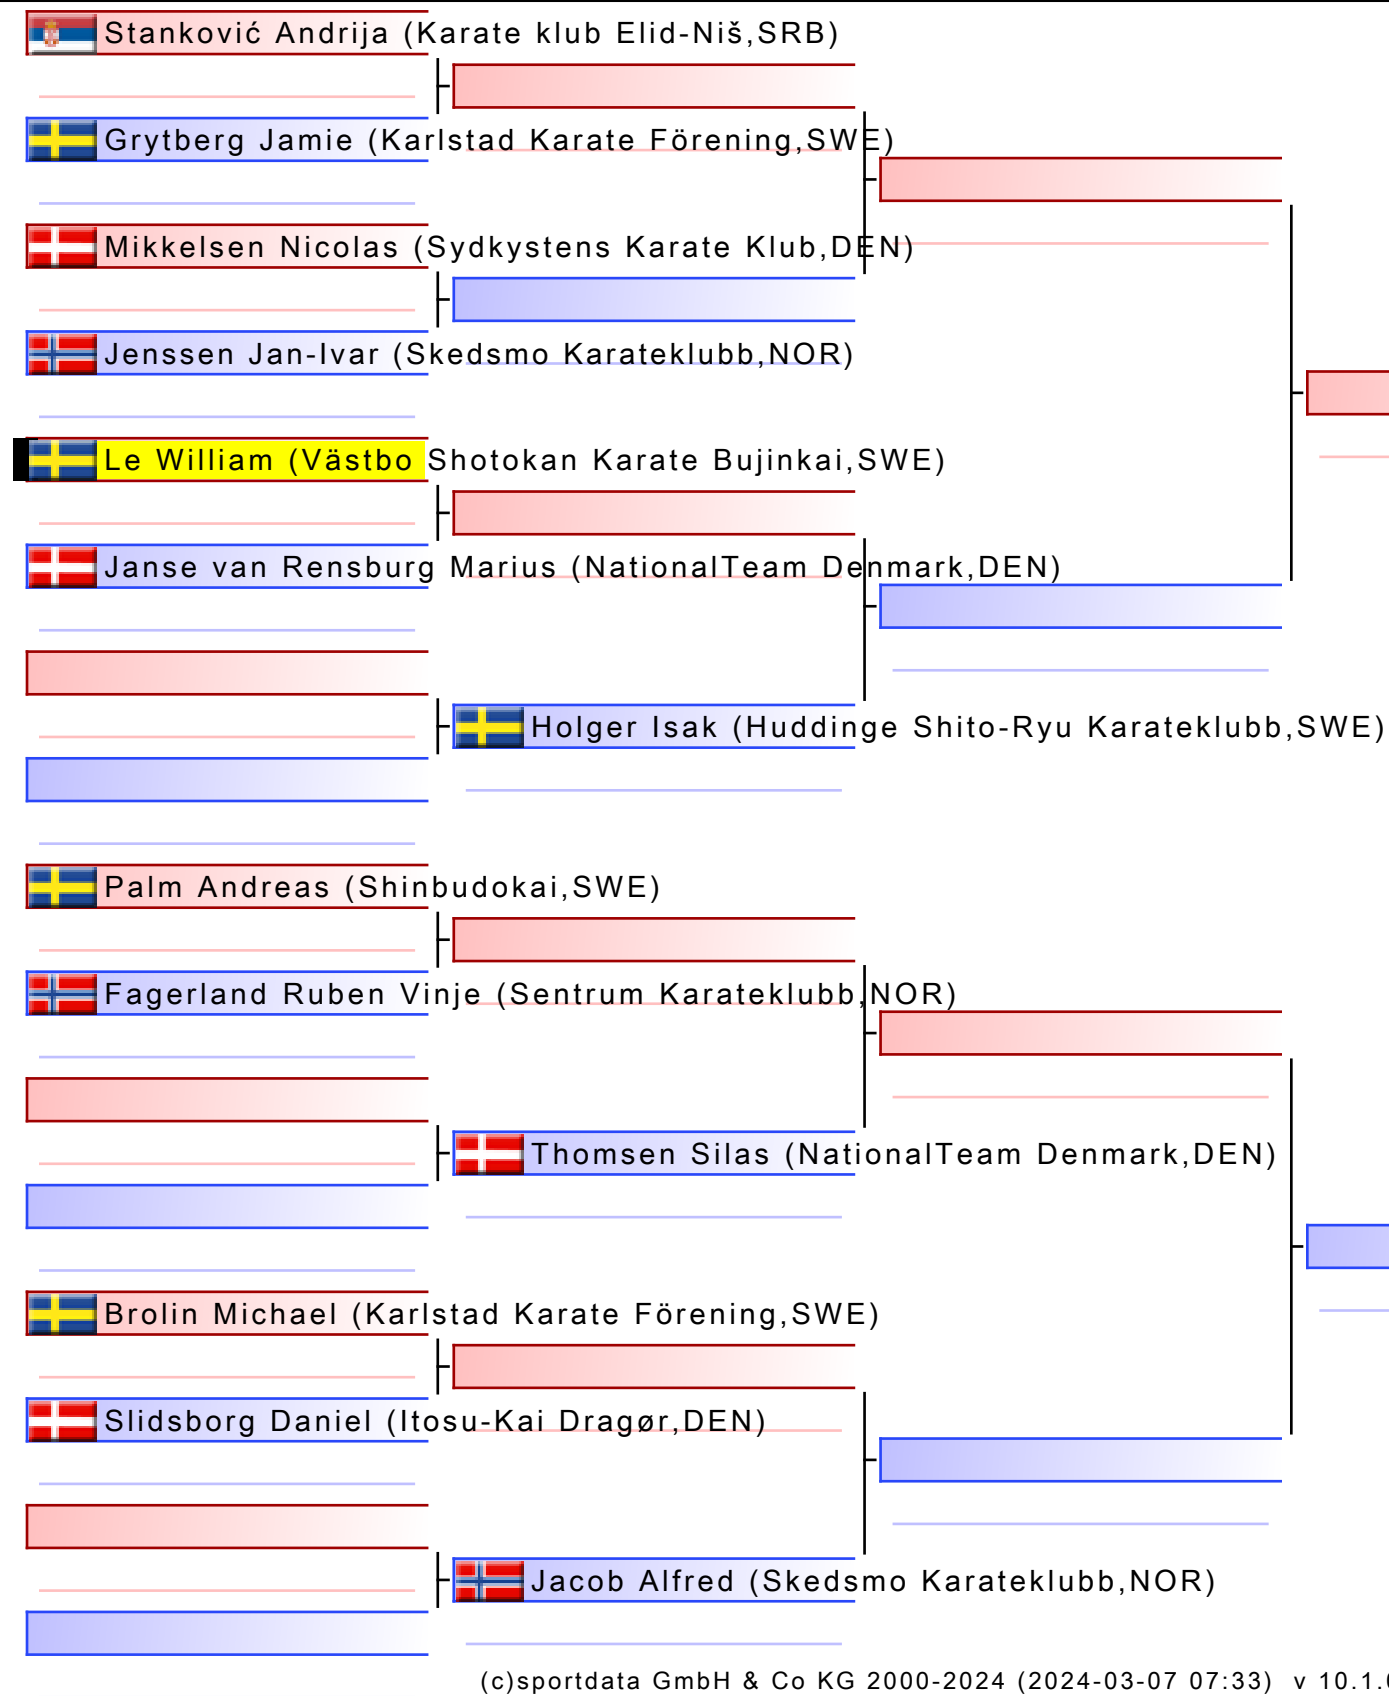 Stanković Andrija (Karate klub Elid-Niš,SRB)
Grytberg Jamie (Karlstad Karate Förening,SWE)
Mikkelsen Nicolas (Sydkystens Karate Klub,DEN)
Jenssen Jan-Ivar (Skedsmo Karateklubb,NOR)
Le William (Västbo Shotokan Karate Bujinkai,SWE)
Janse van Rensburg Marius (NationalTeam Denmark,DEN)
Holger Isak (Huddinge Shito-Ryu Karateklubb,SWE)
Palm Andreas (Shinbudokai,SWE)
Fagerland Ruben Vinje (Sentrum Karateklubb,NOR)
Thomsen Silas (NationalTeam Denmark,DEN)
Brolin Michael (Karlstad Karate Förening,SWE)
Slidsborg Daniel (Itosu-Kai Dragør,DEN)
Jacob Alfred (Skedsmo Karateklubb,NOR)
(c)sportdata GmbH & Co KG 2000-2024 (2024-03-07 07:33) v 10.1.